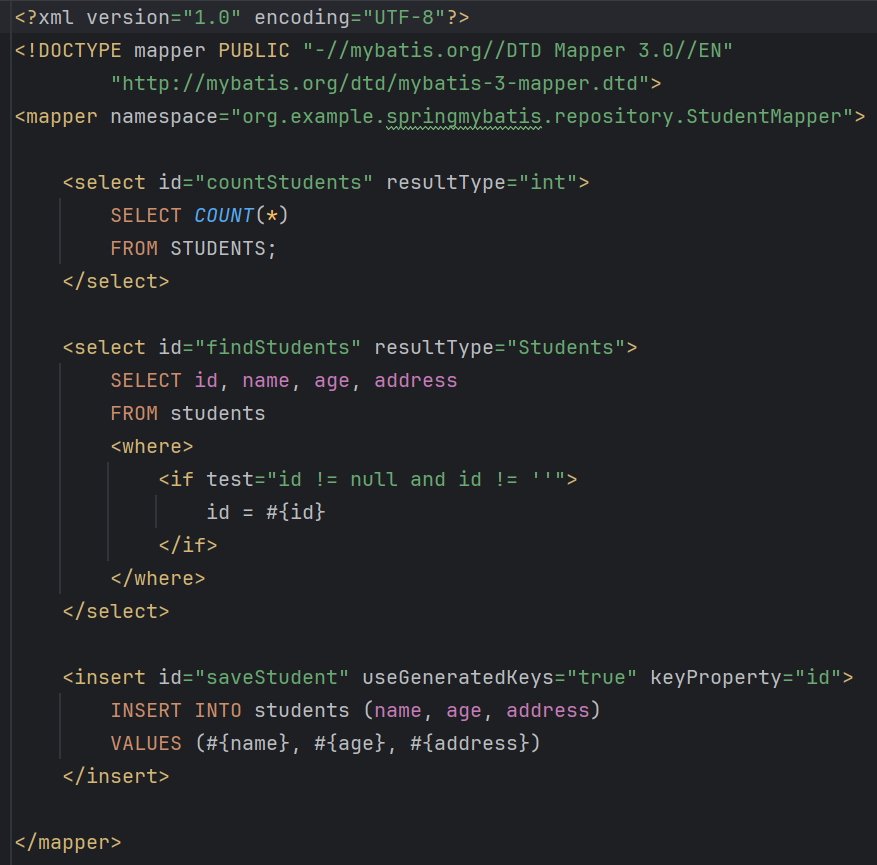 <?xml version="1.0" encoding="UTF-8"?>
<!DOCTYPE mapper PUBLIC "-//mybatis.org//DTD Mapper 3.0//EN"
        "http://mybatis.org/dtd/mybatis-3-mapper.dtd">
<mapper namespace="org.example.springmybatis.repository.StudentMapper">

    <select id="countStudents" resultType="int">
        SELECT COUNT(*)
        FROM STUDENTS;
    </select>

    <select id="findStudents" resultType="Students">
        SELECT id, name, age, address
        FROM students
        <where>
            <if test="id != null and id != ''">
                id = #{id}
            </if>
        </where>
    </select>

    <insert id="saveStudent" useGeneratedKeys="true" keyProperty="id">
        INSERT INTO students (name, age, address)
        VALUES (#{name}, #{age}, #{address})
    </insert>

</mapper>